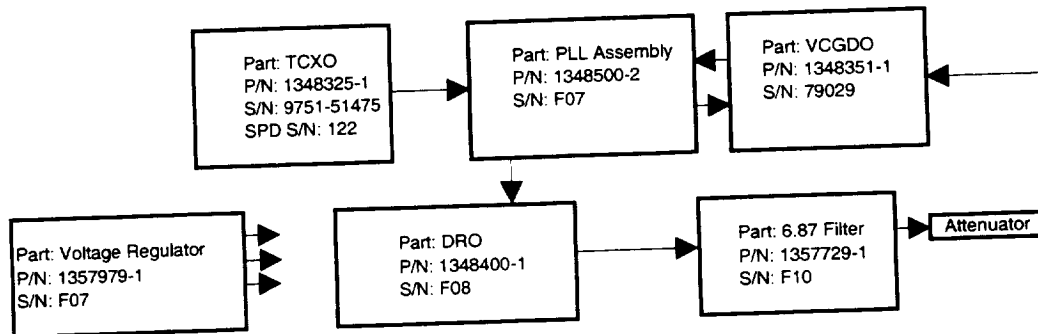 Part: TCXO
P/N: 1348325-1
S/N: 9751-51475
SPD S/N: 122
Part: PLL Assembly
P/N: 1348500-2
S/N: F07
Part: VCGDO
P/N: 1348351-1
S/N: 79029
Part: Voltage Regulator
P/N: 1357979-1
S/N: F07
Part: DRO
P/N: 1348400-1
S/N: F08
Part: 6.87 Filter
P/N: 1357729-1
S/N: F10
Attenuator